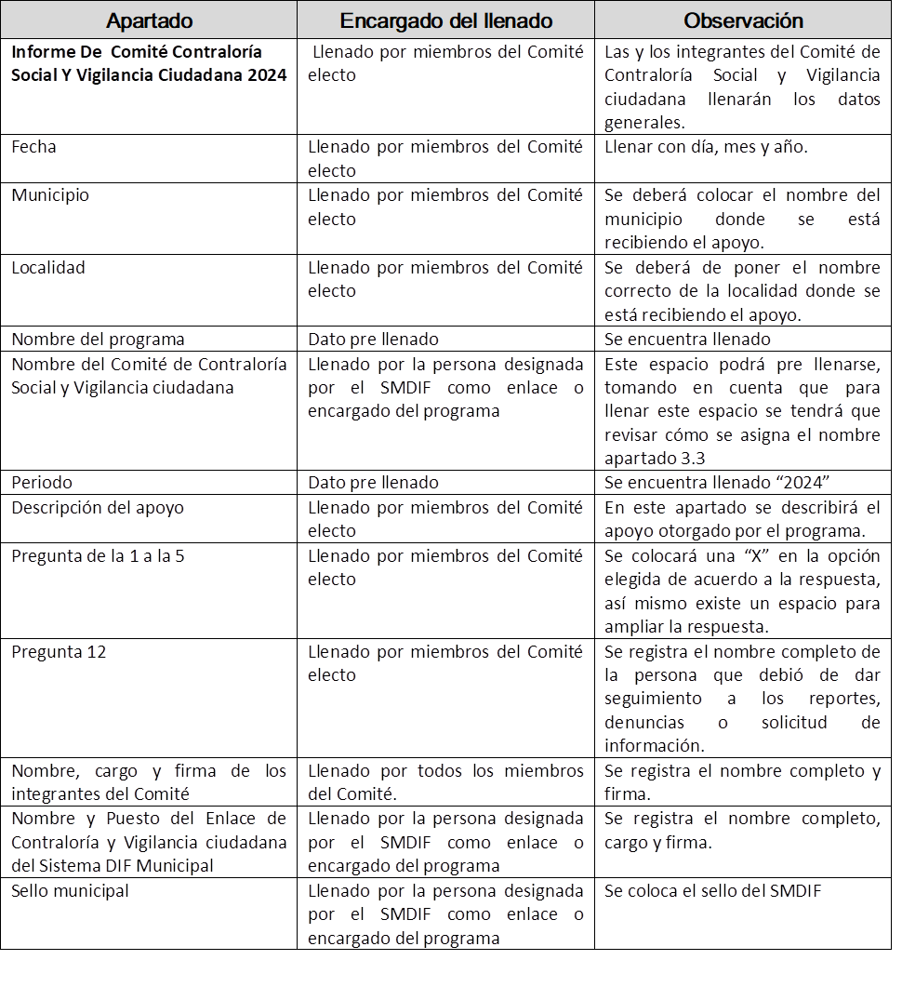 Apartado
Encargado del llenado
Observación
Informe De Comité Contraloría
Social Y Vigilancia Ciudadana 2024
Llenado por miembros del Comité
electo
Las y los integrantes del Comité de
Contraloría Social y Vigilancia
ciudadana llenarán los datos
generales.
Fecha
Llenado por miembros del Comité
electo
Llenar con día, mes y año.
Municipio
Llenado por miembros del Comité
electo
Se deberá colocar el nombre del
municipio donde se está
recibiendo el apoyo.
Localidad
Llenado por miembros del Comité
electo
Se deberá de poner el nombre
correcto de la localidad donde se
está recibiendo el apoyo.
Nombre del programa
Dato pre llenado
Se encuentra llenado
Nombre del Comité de Contraloría
Social y Vigilancia ciudadana
Llenado por la persona designada
por el SMDIF como enlace o
encargado del programa
Este espacio podrá pre llenarse,
tomando en cuenta que para
llenar este espacio se tendrá que
revisar cómo se asigna el nombre
apartado 3.3
Periodo
Dato pre llenado
Se encuentra llenado “2024”
Descripción del apoyo
Llenado por miembros del Comité
electo
En este apartado se describirá el
apoyo otorgado por el programa.
Pregunta de la 1 a la 5
Llenado por miembros del Comité
electo
Se colocará una “X” en la opción
elegida de acuerdo a la respuesta,
así mismo existe un espacio para
ampliar la respuesta.
Pregunta 12
Llenado por miembros del Comité
electo
Se registra el nombre completo de
la persona que debió de dar
seguimiento a los reportes,
denuncias o solicitud de
información.
Nombre, cargo y firma de los
integrantes del Comité
Llenado por todos los miembros
del Comité.
Se registra el nombre completo y
firma.
Nombre y Puesto del Enlace de
Contraloría y Vigilancia ciudadana
del Sistema DIF Municipal
Llenado por la persona designada
por el SMDIF como enlace o
encargado del programa
Se registra el nombre completo,
cargo y firma.
Sello municipal
Llenado por la persona designada
por el SMDIF como enlace o
encargado del programa
Se coloca el sello del SMDIF